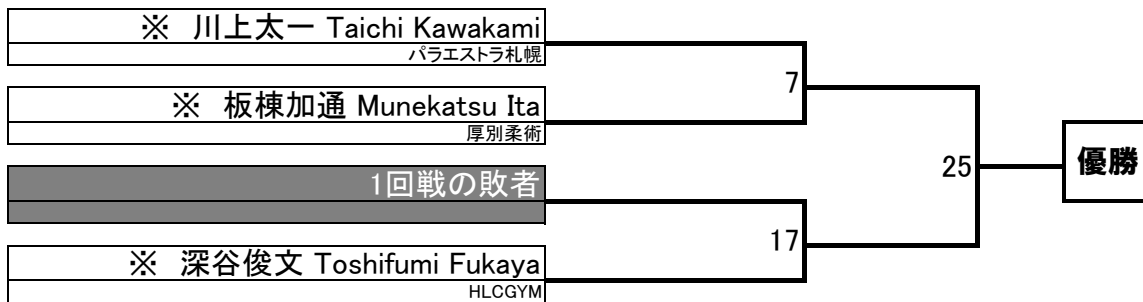 ※ 川上太一 Taichi Kawakami
パラエストラ札幌
7
※ 板棟加通 Munekatsu Ita
厚別柔術
25
優勝
1回戦の敗者
17
※ 深谷俊文 Toshifumi Fukaya
HLCGYM